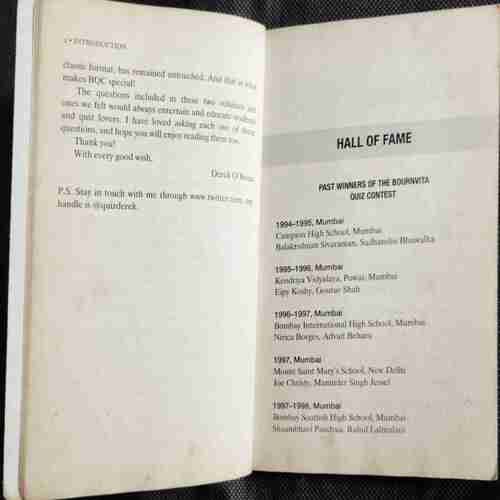 2 • INTRODUCTION
classic format, has remained untouched. And that is what
makes BQC special!
The questions included in these two volumes are
ones we felt would always entertain and educate students
and quiz lovers. I have loved asking each one of these
questions, and hope you will enjoy reading them too.
Thank you!
With every good wish,
Derek O'Brien
P.S. Stay in touch with me through www.twitter.com, my
handle is @quizderek.
HALL OF FAME
PAST WINNERS OF THE BOURNVITA
QUIZ CONTEST
1994–1995, Mumbai
Campion High School, Mumbai
Balakrishnan Sivaraman, Sudhanshu Bhuwalka
1995–1996, Mumbai
Kendriya Vidyalaya, Powai, Mumbai
Eipy Koshy, Gourav Shah
1996–1997, Mumbai
Bombay International High School, Mumbai
Nirica Borges, Advait Behara
1997, Mumbai
Mount Saint Mary's School, New Delhi
Joe Christy, Maninder Singh Jessel
1997–1998, Mumbai
Bombay Scottish High School, Mumbai
Shaambhavi Pandyaa, Rahul Lalmalani